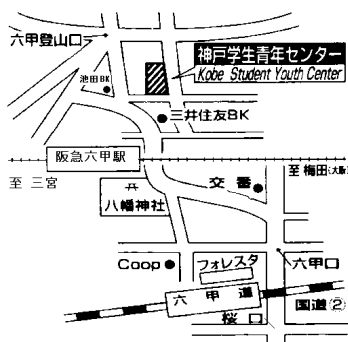 六甲登山口
神戸学生青年センター
Kobe Student Youth Center
池田BK
三井住友BK
阪急六甲駅
至 三宮
至 梅田(大阪)
交番
八幡神社
Coop
フォレスタ
六甲口
六甲道
国道②
桜口